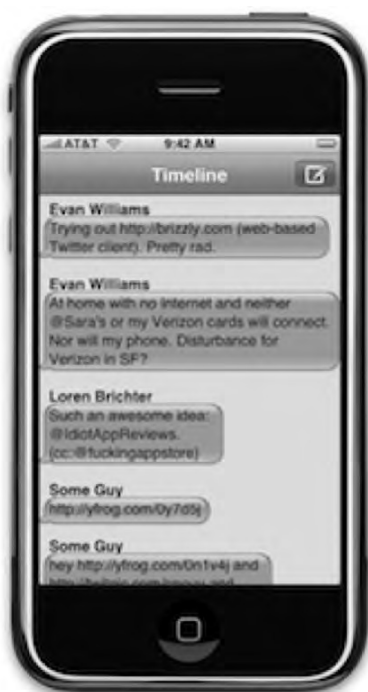 AT&T 9:42 AM
Timeline
Evan Williams
Trying out http://brizzly.com (web-based
Twitter client). Pretty rad.
Evan Williams
At home with no Internet and neither
@Sara's or my Verizon cards will connect.
Nor will my phone. Disturbance for
Verizon in SF?
Loren Brichter
Such an awesome idea:
@IdiotAppReviews.
(cc:@fuckingappstore)
Some Guy
http://yfrog.com/0y7d5j
Some Guy
hey http://yfrog.com/0n1v4j and
and